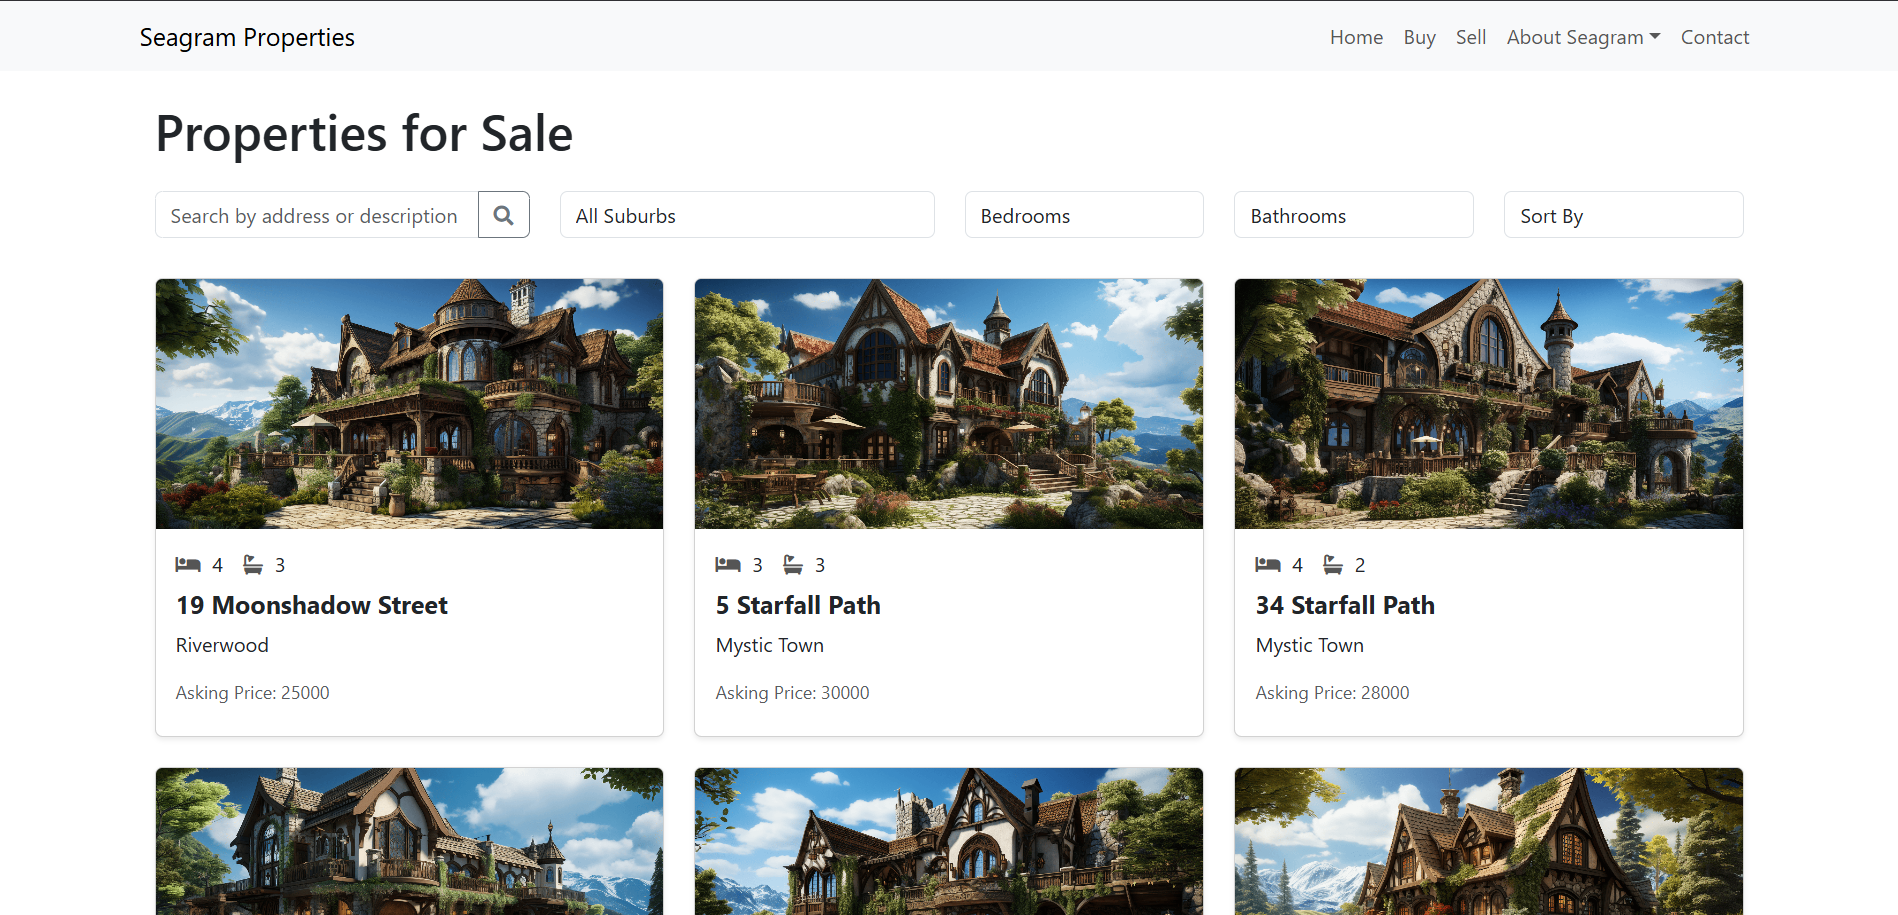 Seagram Properties
Home Buy Sell About Seagram Contact
Properties for Sale
Search by address or description
All Suburbs
Bedrooms
Bathrooms
Sort By
4 3
19 Moonshadow Street
Riverwood
Asking Price: 25000
3 3
5 Starfall Path
Mystic Town
Asking Price: 30000
4 2
34 Starfall Path
Mystic Town
Asking Price: 28000